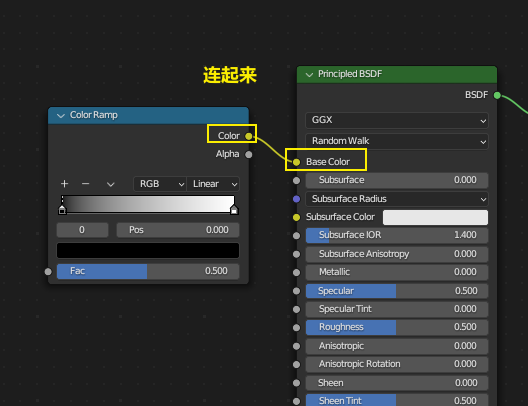 连起来
Principled BSDF
BSDF
Color Ramp
GGX
Color
Random Walk
Alpha
Base Color
Subsurface 0.000
+ − RGB Linear
Subsurface Radius
Subsurface Color
0 Pos 0.000
Subsurface IOR 1.400
Subsurface Anisotropy 0.000
Fac 0.500
Metallic 0.000
Specular 0.500
Specular Tint 0.000
Roughness 0.500
Anisotropic 0.000
Anisotropic Rotation 0.000
Sheen 0.000
Sheen Tint 0.500